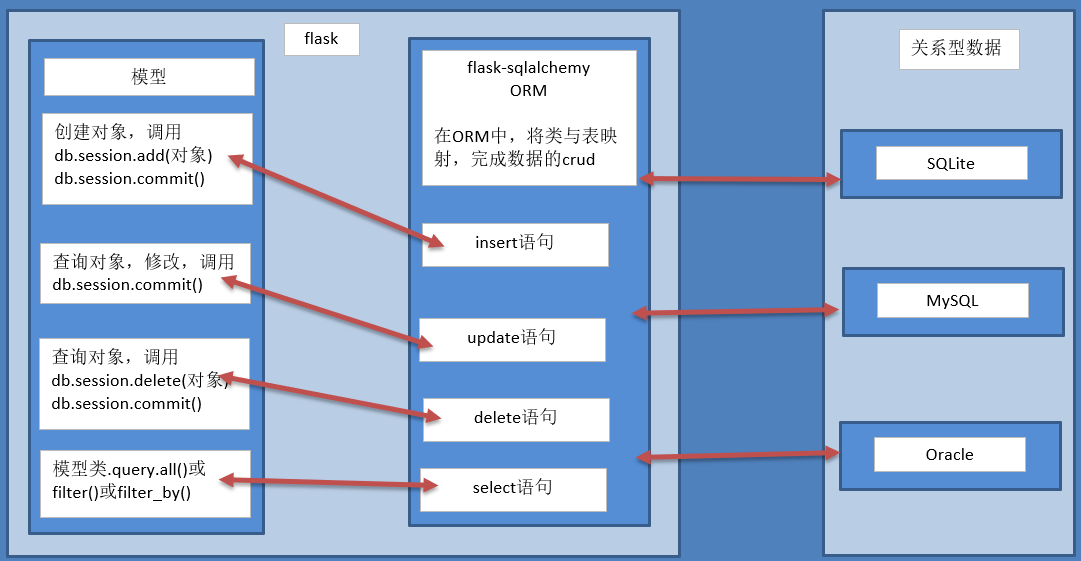 flask
模型
创建对象，调用
db.session.add(对象)
db.session.commit()
查询对象，修改，调用
db.session.commit()
查询对象，调用
db.session.delete(对象)
db.session.commit()
模型类.query.all()或
filter()或filter_by()
flask-sqlalchemy
ORM
在ORM中，将类与表映
射，完成数据的crud
insert语句
update语句
delete语句
select语句
关系型数据
SQLite
MySQL
Oracle